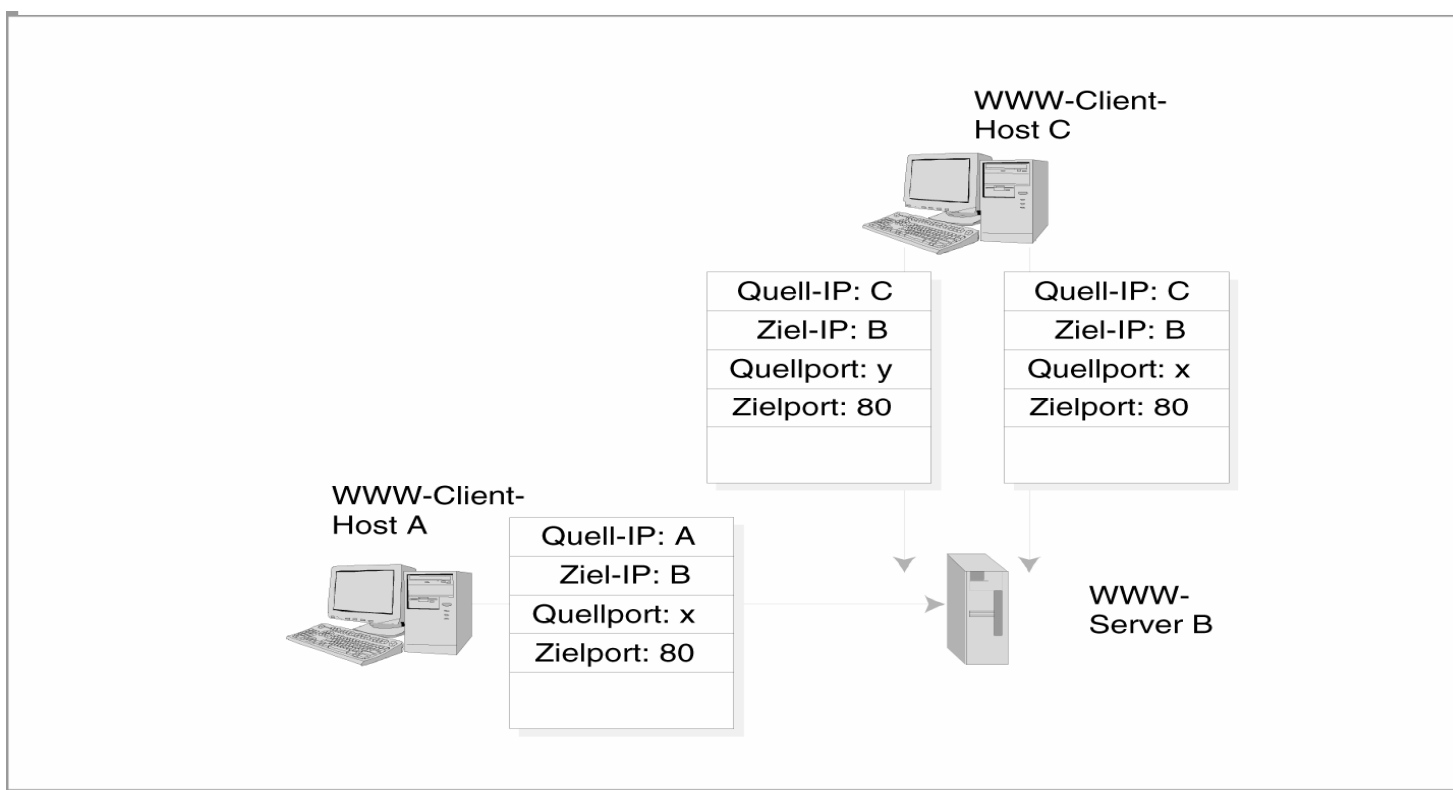 WWW-Client-
Host C
Quell-IP: C
Ziel-IP: B
Quellport: y
Zielport: 80
Quell-IP: C
Ziel-IP: B
Quellport: x
Zielport: 80
WWW-Client-
Host A
Quell-IP: A
Ziel-IP: B
Quellport: x
Zielport: 80
WWW-
Server B